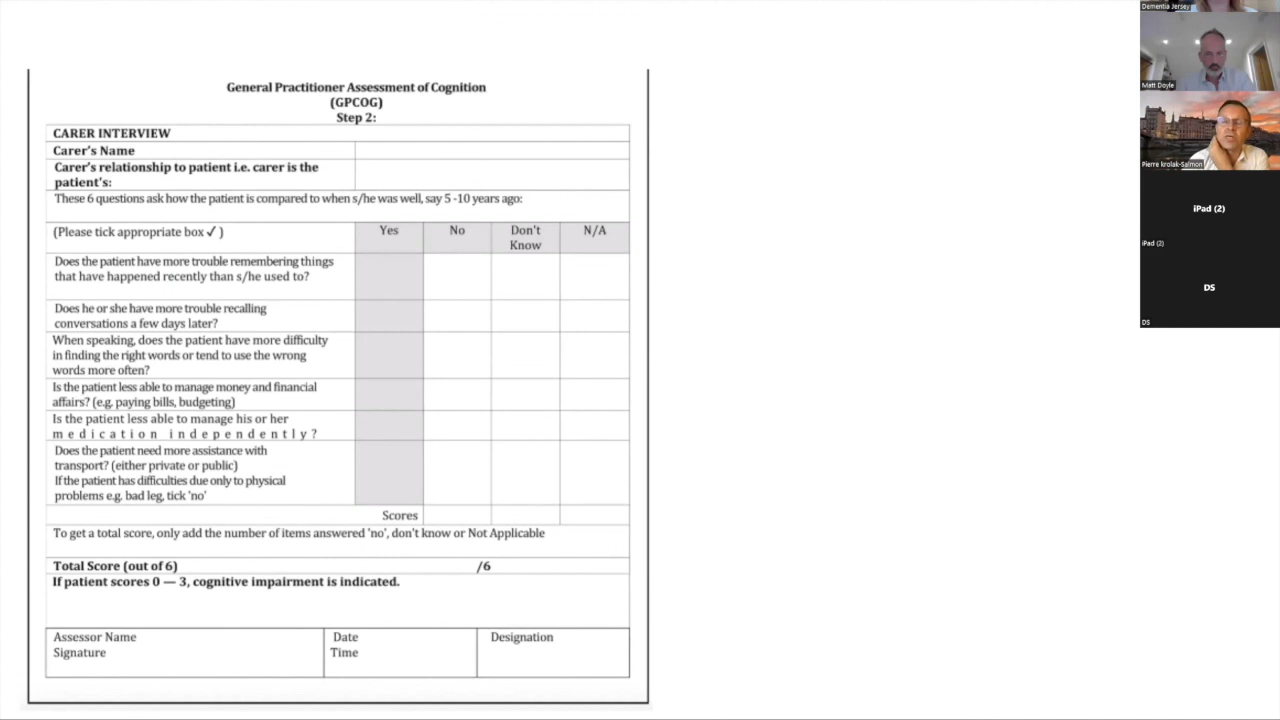 General Practitioner Assessment of Cognition
(GPCOG)
Step 2:
CARER INTERVIEW
Carer's Name
Carer's relationship to patient i.e. carer is the
patient's:
These 6 questions ask how the patient is compared to when s/he was well, say 5 -10 years ago:
(Please tick appropriate box ✓ )
Yes
No
Don't
Know
N/A
Does the patient have more trouble remembering things
that have happened recently than s/he used to?
Does he or she have more trouble recalling
conversations a few days later?
When speaking, does the patient have more difficulty
in finding the right words or tend to use the wrong
words more often?
Is the patient less able to manage money and financial
affairs? (e.g. paying bills, budgeting)
Is the patient less able to manage his or her
medication independently?
Does the patient need more assistance with
transport? (either private or public)
If the patient has difficulties due only to physical
problems e.g. bad leg, tick 'no'
Scores
To get a total score, only add the number of items answered 'no', don't know or Not Applicable
Total Score (out of 6) /6
If patient scores 0 — 3, cognitive impairment is indicated.
Assessor Name
Signature
Date
Time
Designation
Dementia Jersey
Matt Doyle
Pierre krolak-Salmon
iPad (2)
iPad (2)
DS
DS